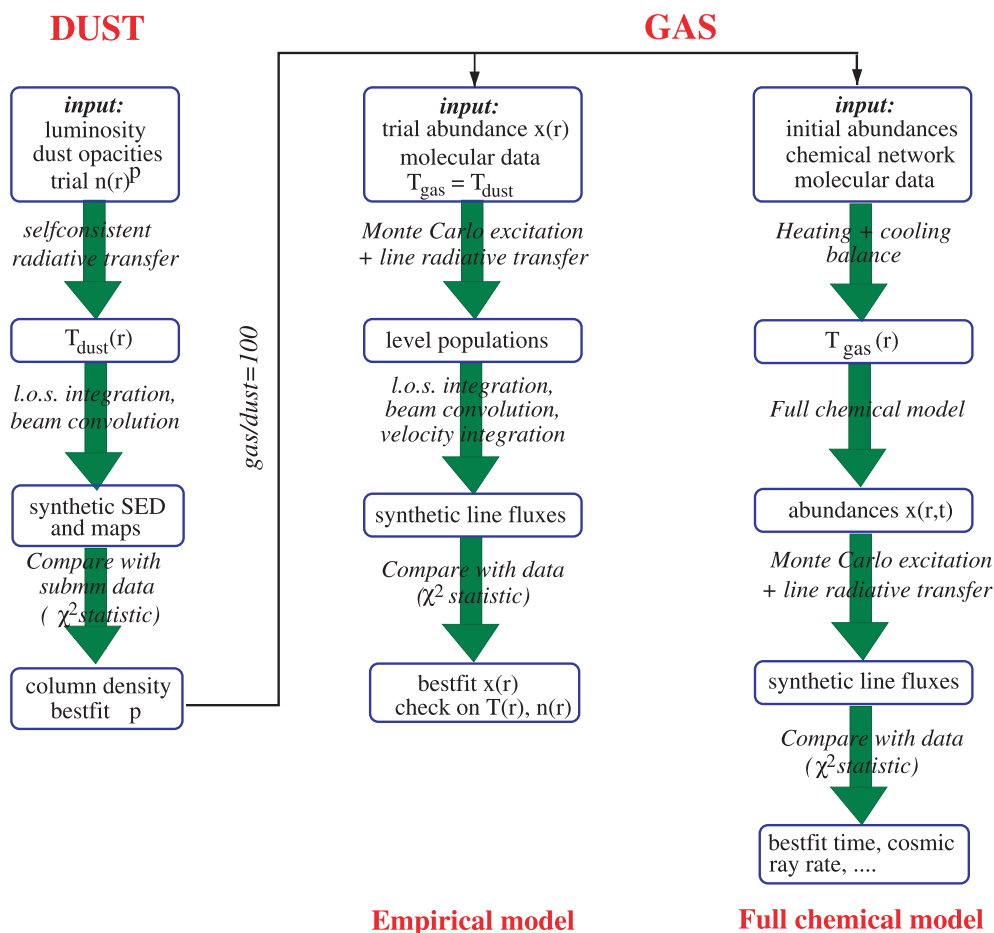 DUST
GAS
input:
luminosity
dust opacities
trial n(r)^p
selfconsistent
radiative transfer
T_dust(r)
l.o.s. integration,
beam convolution
synthetic SED
and maps
Compare with
submm data
( χ² statistic)
column density
bestfit p
gas/dust=100
input:
trial abundance x(r)
molecular data
T_gas = T_dust
Monte Carlo excitation
+ line radiative transfer
level populations
l.o.s. integration,
beam convolution,
velocity integration
synthetic line fluxes
Compare with data
(χ² statistic)
bestfit x(r)
check on T(r), n(r)
Empirical model
input:
initial abundances
chemical network
molecular data
Heating + cooling
balance
T_gas (r)
Full chemical model
abundances x(r,t)
Monte Carlo excitation
+ line radiative transfer
synthetic line fluxes
Compare with data
(χ² statistic)
bestfit time, cosmic
ray rate, ....
Full chemical model